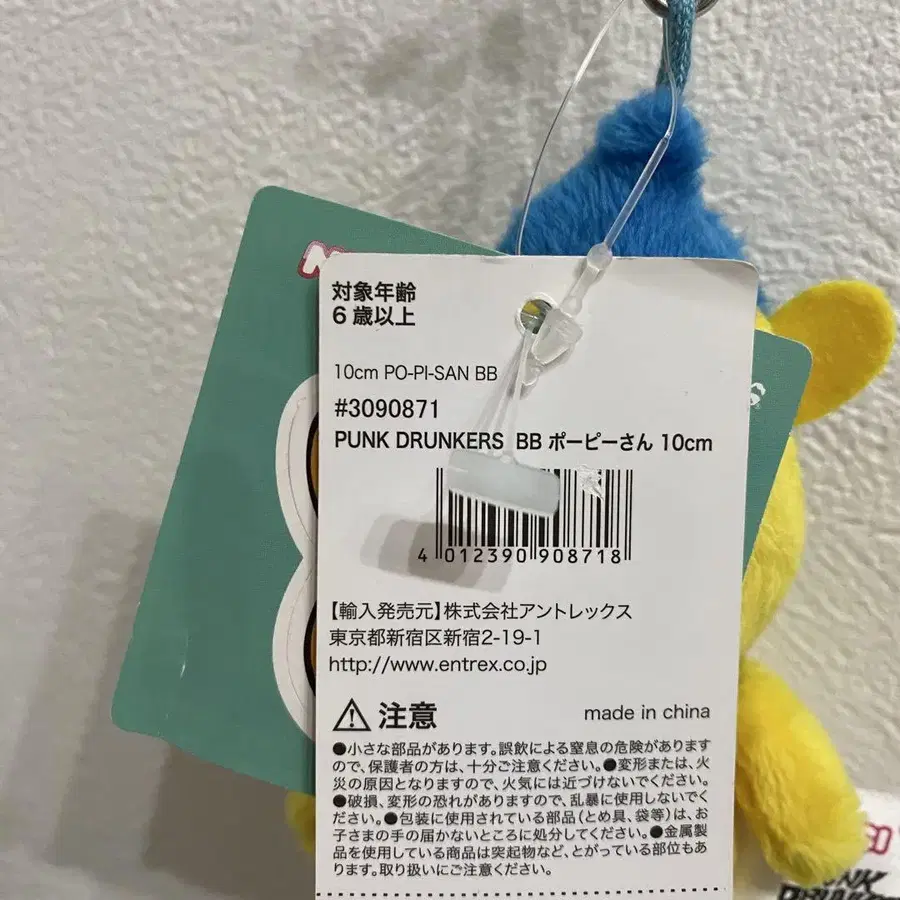 対象年齢
6歳以上
10cm PO-PI-SAN BB
#3090871
PUNK DRUNKERS BB ポーピーさん 10cm
4 012390 908718
【輸入発売元】株式会社アントレックス
東京都新宿区新宿2-19-1
http://www.entrex.co.jp
注意
made in china
●小さな部品があります。誤飲による窒息の危険があります
ので、保護者の方は、十分ご注意ください。●変形または、火
災の原因となりますので、火気には近づけないでください。
●破損、変形の恐れがありますので、乱暴に使用しないでく
ださい。●包装に使用されている部品(とめ具、袋等)は、お
子さまの手の届かないところに処分してください。●金属製
品を使用している商品は突起物など、とがっている部位もあり
ます。取り扱いにご注意ください。